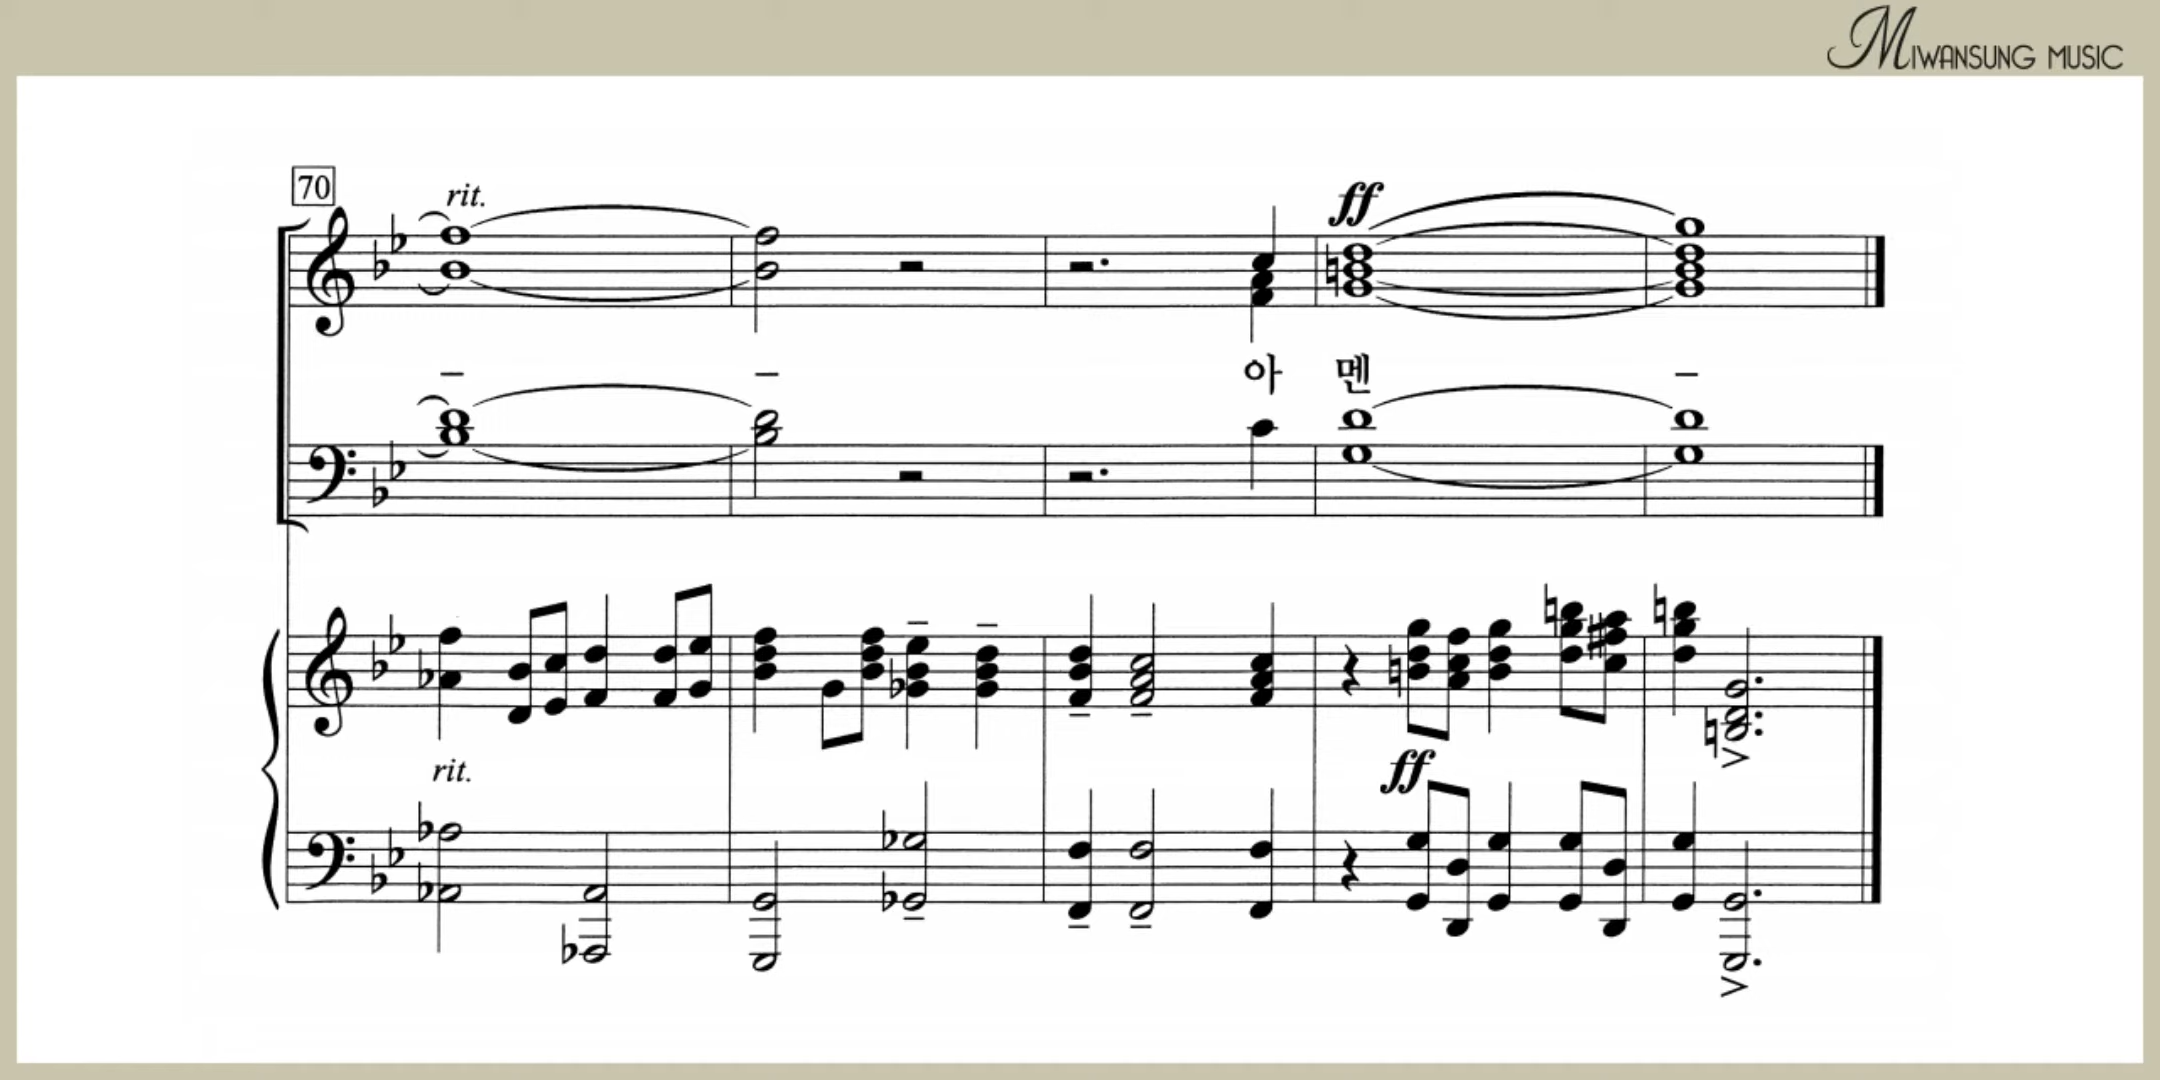 MIWANSUNG MUSIC
70
rit.
ff
아 멘
rit.
ff